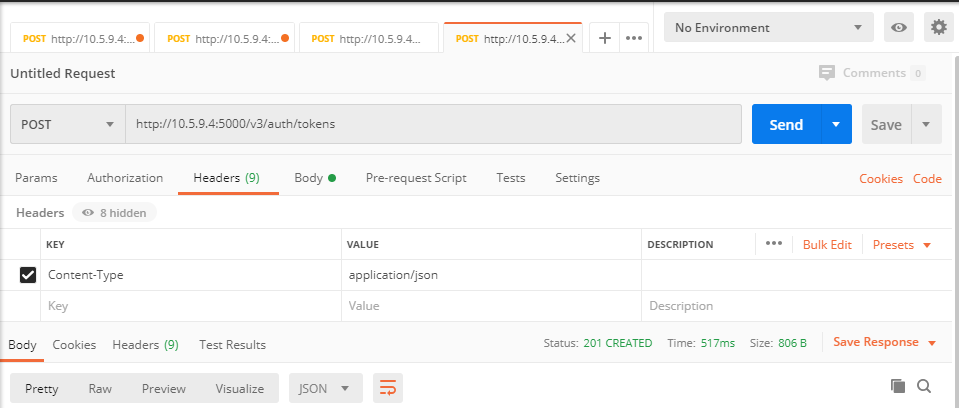 POST http://10.5.9.4:... POST http://10.5.9.4:... POST http://10.5.9.4... POST http://10.5.9.4... No Environment
Untitled Request Comments 0
POST http://10.5.9.4:5000/v3/auth/tokens Send Save
Params Authorization Headers (9) Body Pre-request Script Tests Settings Cookies Code
Headers 8 hidden
KEY VALUE DESCRIPTION Bulk Edit Presets
Content-Type application/json
Key Value Description
Body Cookies Headers (9) Test Results Status: 201 CREATED Time: 517ms Size: 806 B Save Response
Pretty Raw Preview Visualize JSON